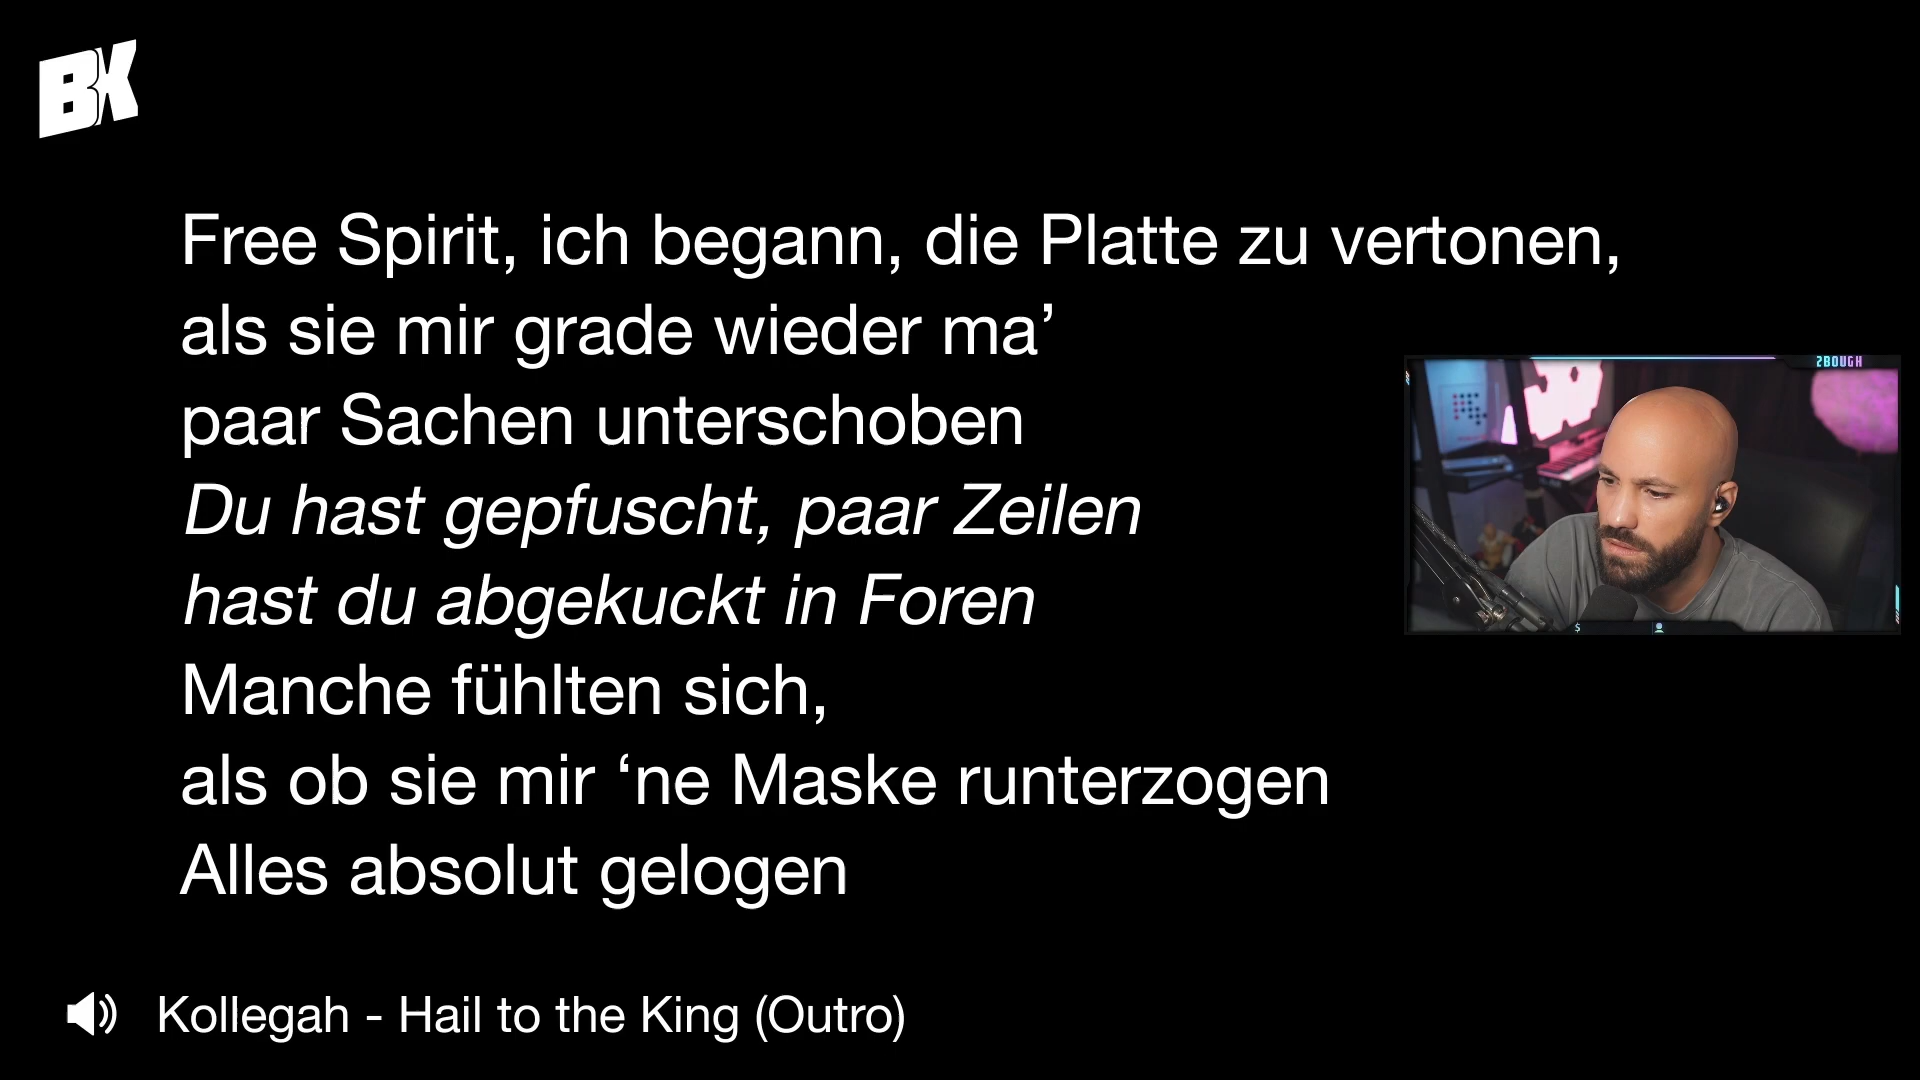 BK
Free Spirit, ich begann, die Platte zu vertonen,
als sie mir grade wieder ma’
paar Sachen unterschoben
Du hast gepfuscht, paar Zeilen
hast du abgekuckt in Foren
Manche fühlten sich,
als ob sie mir ‘ne Maske runterzogen
Alles absolut gelogen
2BOUGH
$
Kollegah - Hail to the King (Outro)